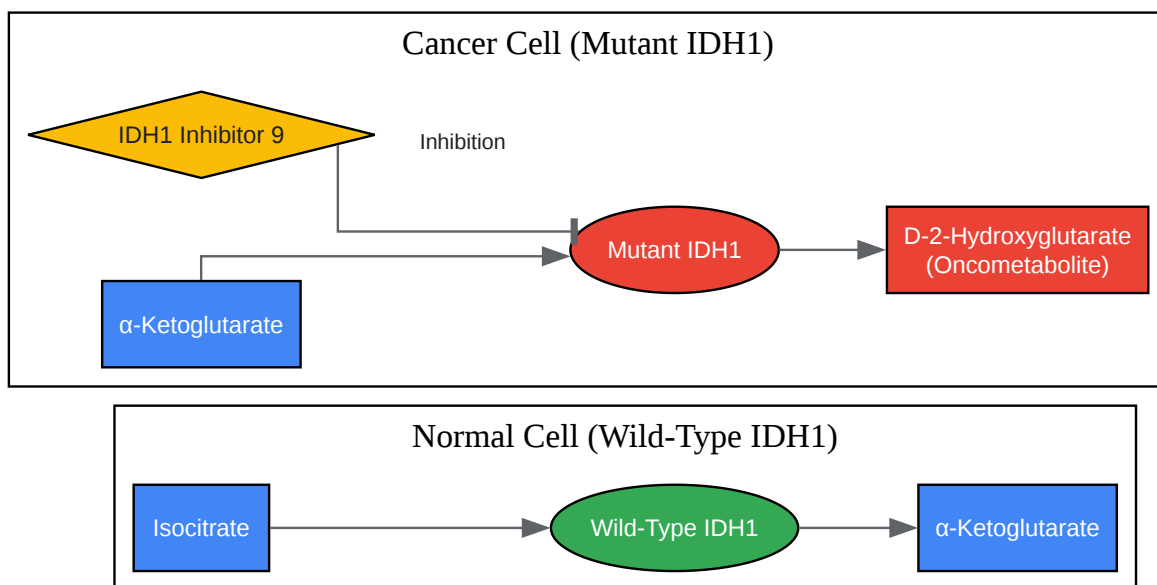 Cancer Cell (Mutant IDH1)
IDH1 Inhibitor 9
Inhibition
Mutant IDH1
D-2-Hydroxyglutarate
(Oncometabolite)
α-Ketoglutarate
Normal Cell (Wild-Type IDH1)
Isocitrate
Wild-Type IDH1
α-Ketoglutarate